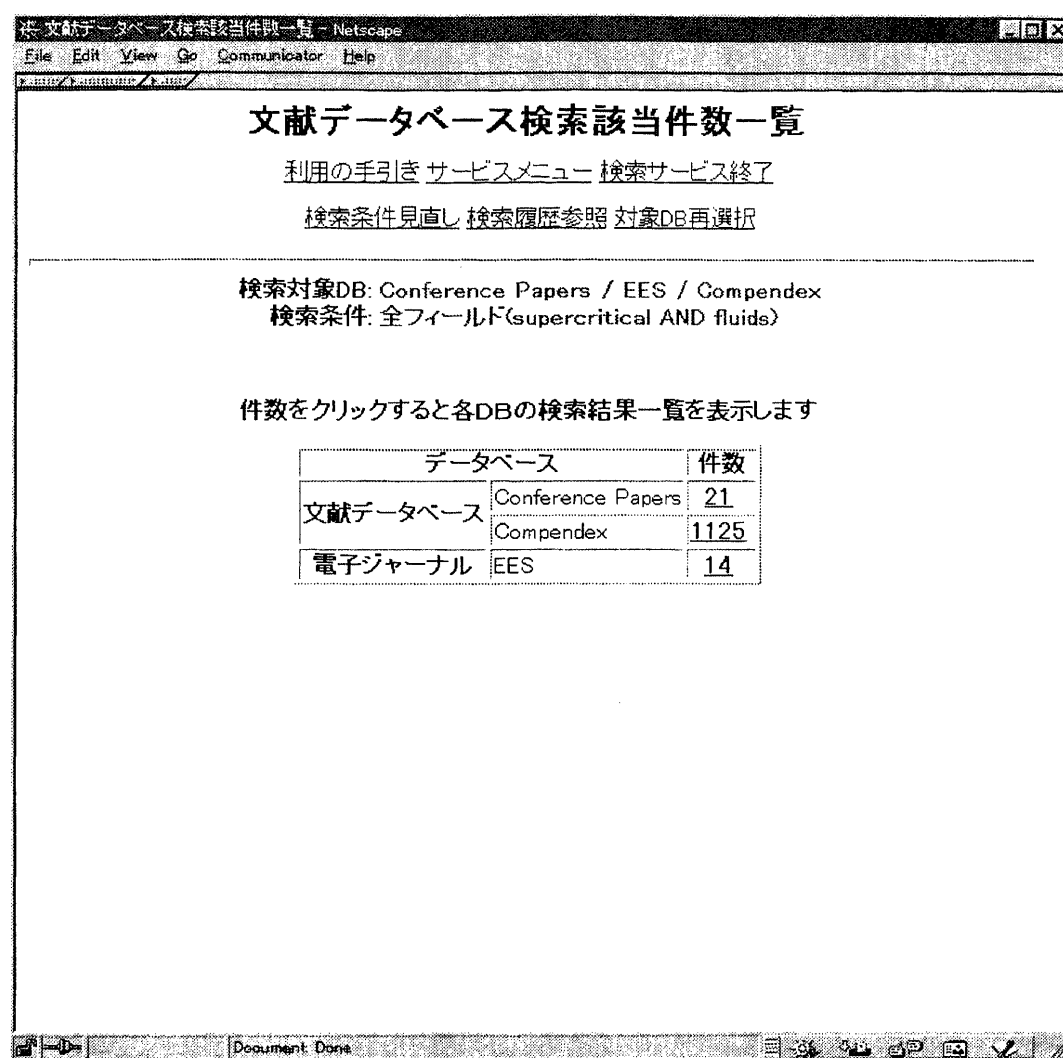 文献データベース検索該当件数一覧 - Netscape
File Edit View Go Communicator Help
文献データベース検索該当件数一覧
利用の手引き サービスメニュー 検索サービス終了
検索条件見直し 検索履歴参照 対象DB再選択
検索対象DB: Conference Papers / EES / Compendex
検索条件: 全フィールド(supercritical AND fluids)
件数をクリックすると各DBの検索結果一覧を表示します
データベース 件数
文献データベース Conference Papers 21
Compendex 1125
電子ジャーナル EES 14
Document: Done